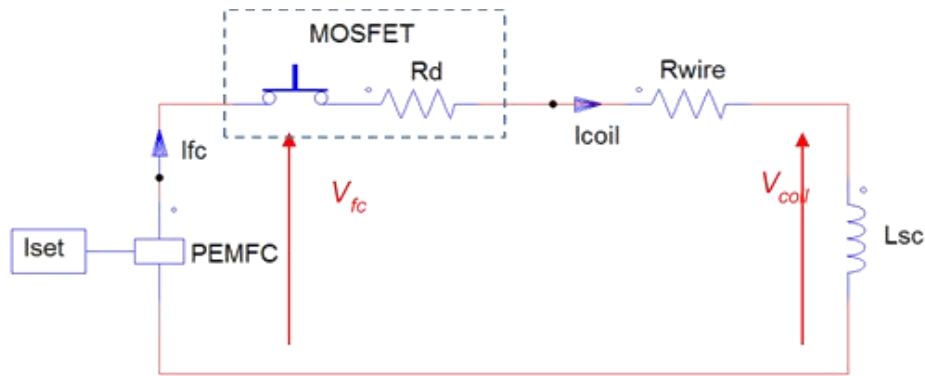 MOSFET
Rd
Rwire
Ifc
Icoil
Vfc
Vcoil
Iset
PEMFC
Lsc